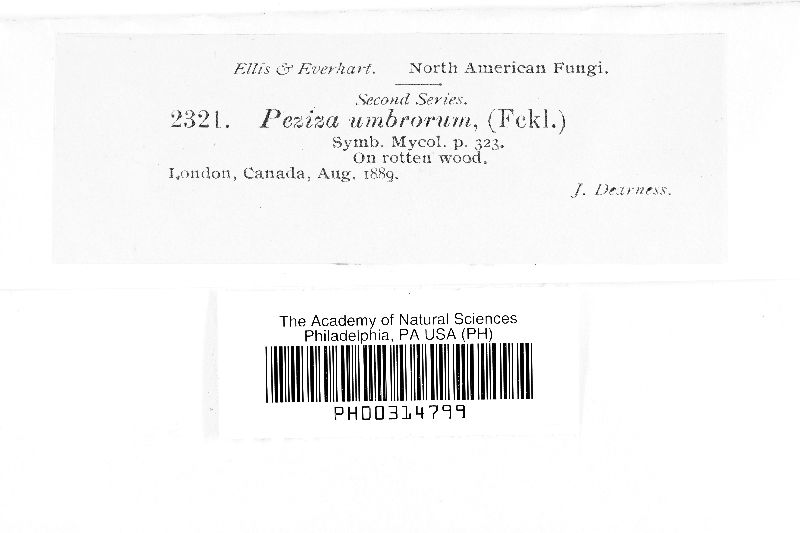 Ellis & Everhart. North American Fungi.
Second Series.
2321. Peziza umbrorum, (Fckl.)
Symb. Mycol. p. 323.
On rotten wood.
London, Canada, Aug. 1889.
J. Dearness.
The Academy of Natural Sciences
Philadelphia, PA USA (PH)
PH00314799